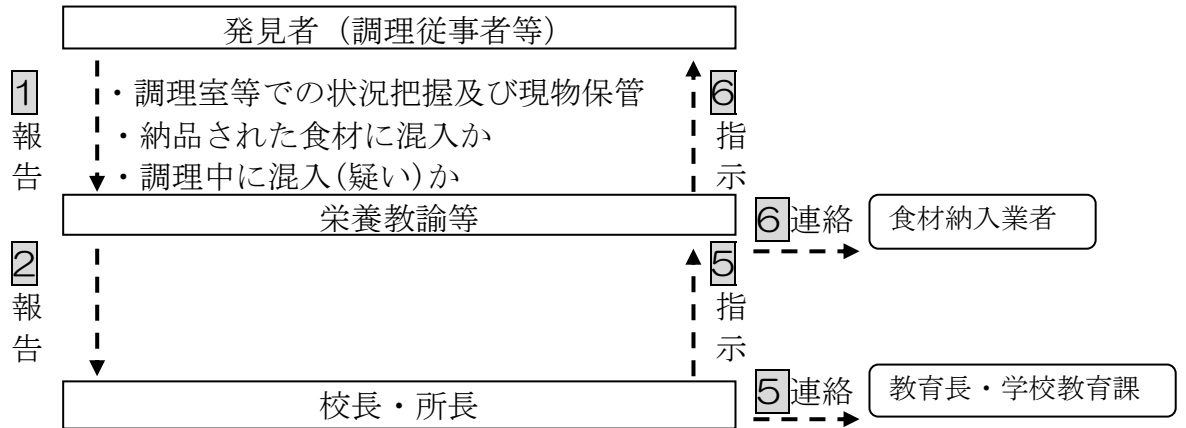 発見者（調理従事者等）
1 報告
・調理室等での状況把握及び現物保管
・納品された食材に混入か
・調理中に混入(疑い)か
6 指示
栄養教諭等
6 連絡
食材納入業者
2 報告
5 指示
校長・所長
5 連絡
教育長・学校教育課